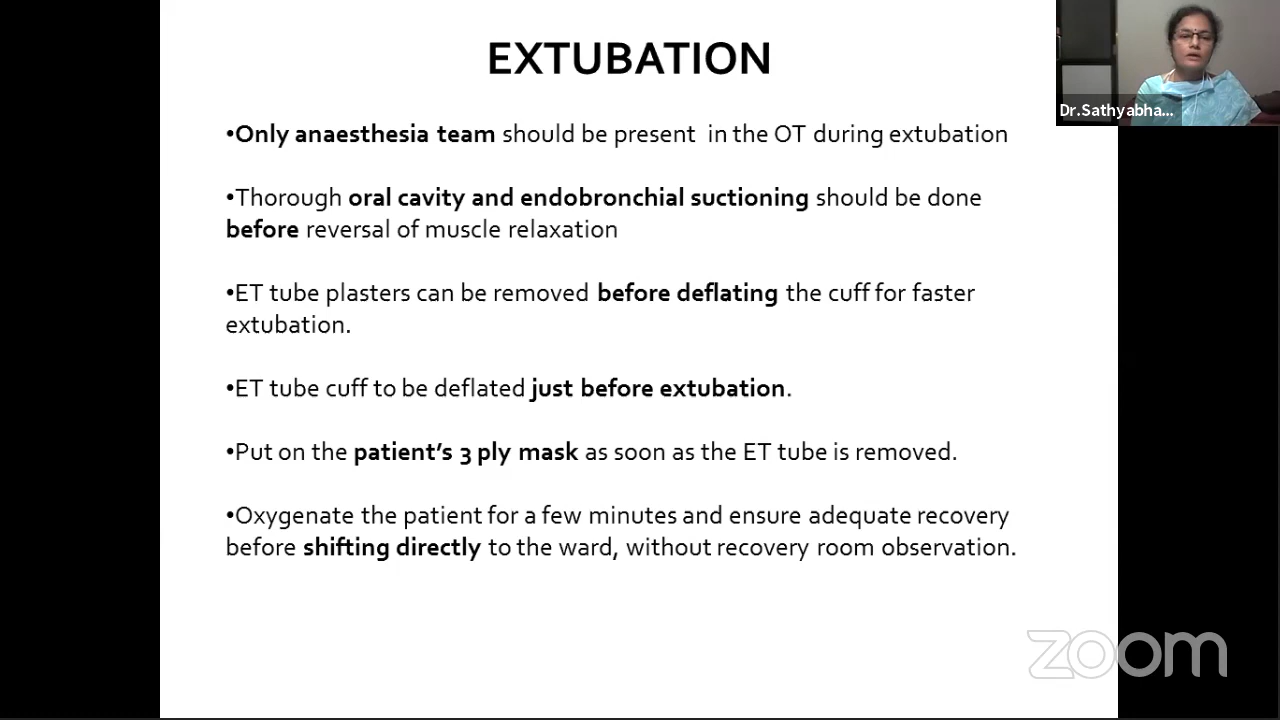 EXTUBATION
Dr.Sathyabha...
•Only anaesthesia team should be present in the OT during extubation
•Thorough oral cavity and endobronchial suctioning should be done
before reversal of muscle relaxation
•ET tube plasters can be removed before deflating the cuff for faster
extubation.
•ET tube cuff to be deflated just before extubation.
•Put on the patient's 3 ply mask as soon as the ET tube is removed.
•Oxygenate the patient for a few minutes and ensure adequate recovery
before shifting directly to the ward, without recovery room observation.
zoom